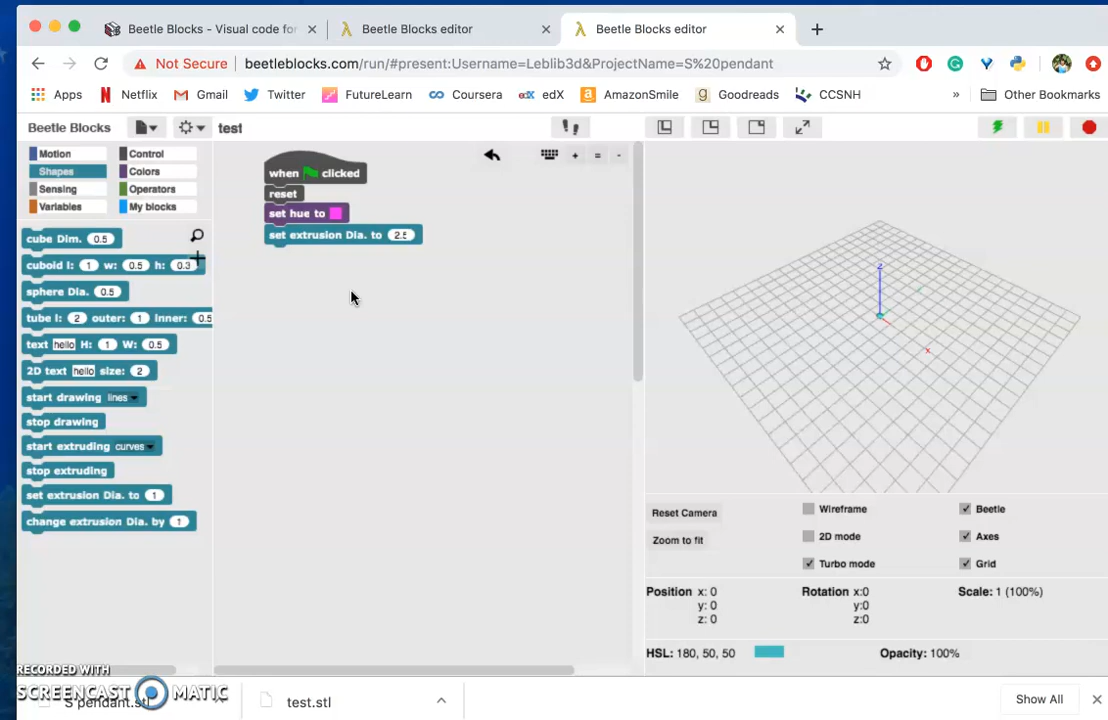 Beetle Blocks - Visual code for
Beetle Blocks editor
Beetle Blocks editor
Not Secure
beetleblocks.com/run/#present:Username=Leblib3d&ProjectName=S%20pendant
Apps
Netflix
Gmail
Twitter
FutureLearn
Coursera
edX
AmazonSmile
Goodreads
CCSNH
»
Other Bookmarks
Beetle Blocks
test
Motion
Control
Shapes
Colors
Sensing
Operators
Variables
My blocks
cube Dim. 0.5
cuboid l: 1 w: 0.5 h: 0.3
sphere Dia. 0.5
tube l: 2 outer: 1 inner: 0.5
text hello H: 1 W: 0.5
2D text hello size: 2
start drawing lines
stop drawing
start extruding curves
stop extruding
set extrusion Dia. to 1
change extrusion Dia. by 1
when clicked
reset
set hue to
set extrusion Dia. to 2.5
+ = -
z
x
Reset Camera
Zoom to fit
Wireframe
2D mode
Turbo mode
Beetle
Axes
Grid
Position x: 0
y: 0
z: 0
Rotation x:0
y:0
z:0
Scale: 1 (100%)
HSL: 180, 50, 50
Opacity: 100%
RECORDED WITH
SCREENCAST MATIC
S pendant.stl
test.stl
Show All